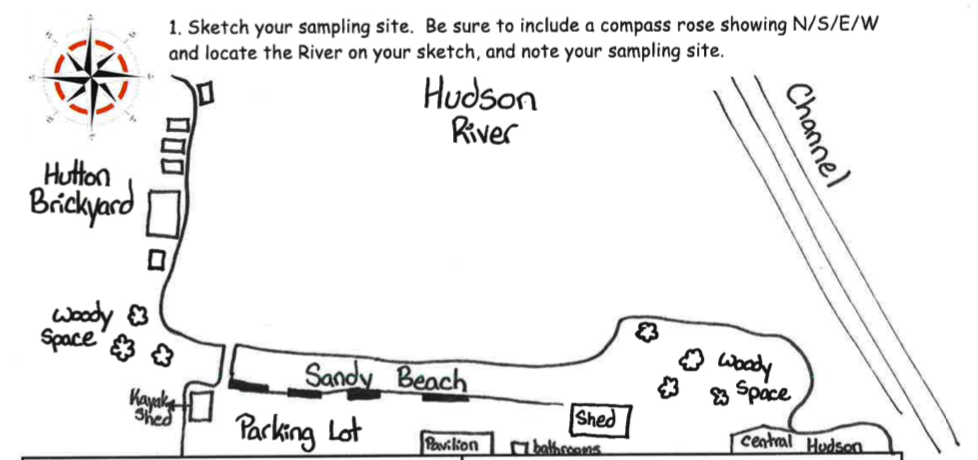 1. Sketch your sampling site. Be sure to include a compass rose showing N/S/E/W
and locate the River on your sketch, and note your sampling site.
Hudson
River
Channel
Hutton
Brickyard
Woody
Space
Sandy Beach
Woody
Space
Kayak
Shed
Parking Lot
Shed
Pavilion
bathrooms
Central Hudson